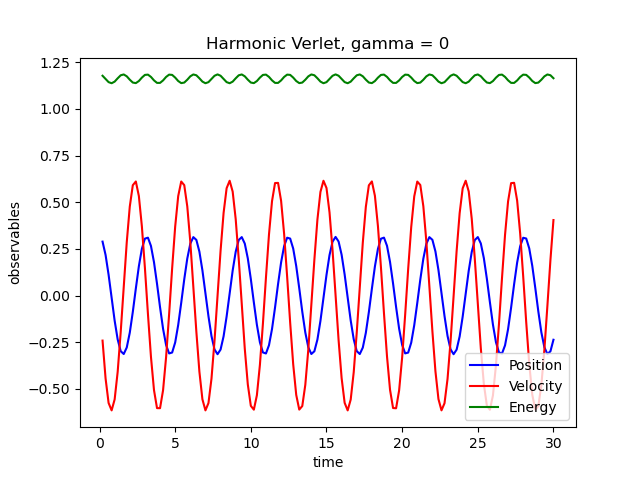 Harmonic Verlet, gamma = 0
1.25
1.00
0.75
0.50
0.25
0.00
−0.25
−0.50
observables
0
5
10
15
20
25
30
time
Position
Velocity
Energy